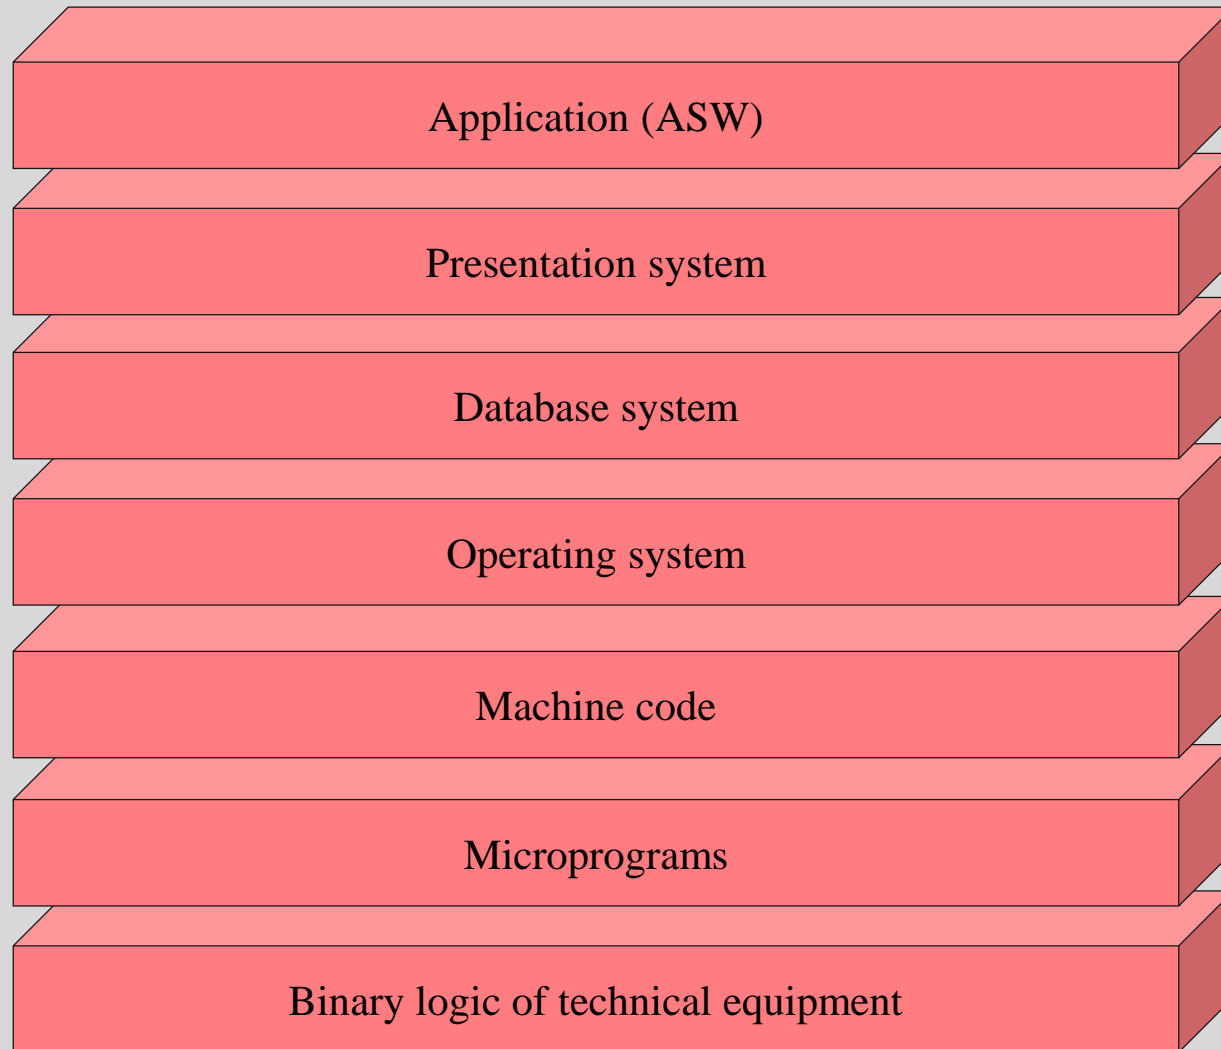 Application (ASW)
Presentation system
Database system
Operating system
Machine code
Microprograms
Binary logic of technical equipment